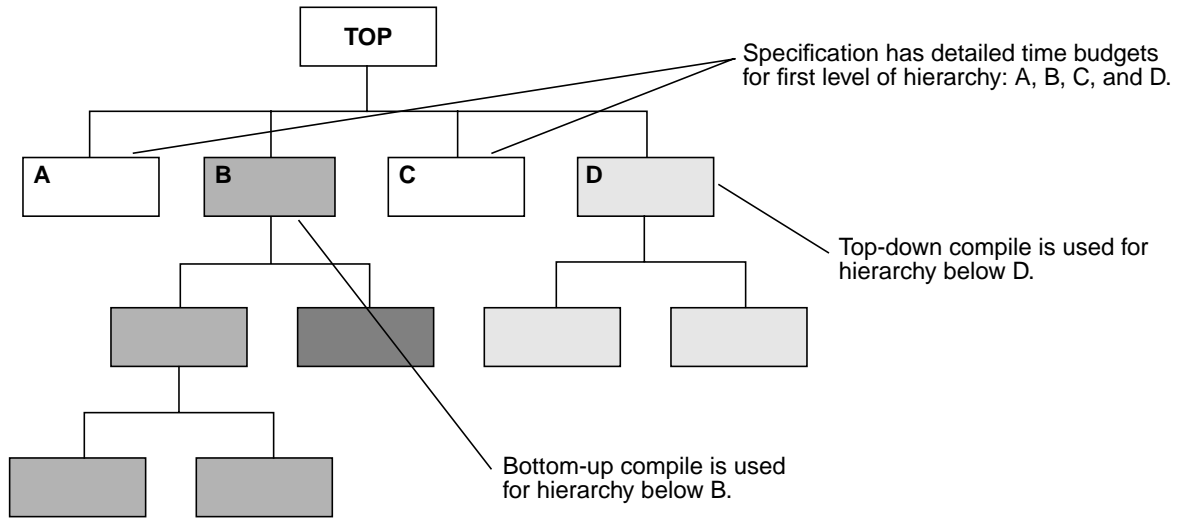 TOP
Specification has detailed time budgets
for first level of hierarchy: A, B, C, and D.
A
B
C
D
Top-down compile is used for
hierarchy below D.
Bottom-up compile is used
for hierarchy below B.